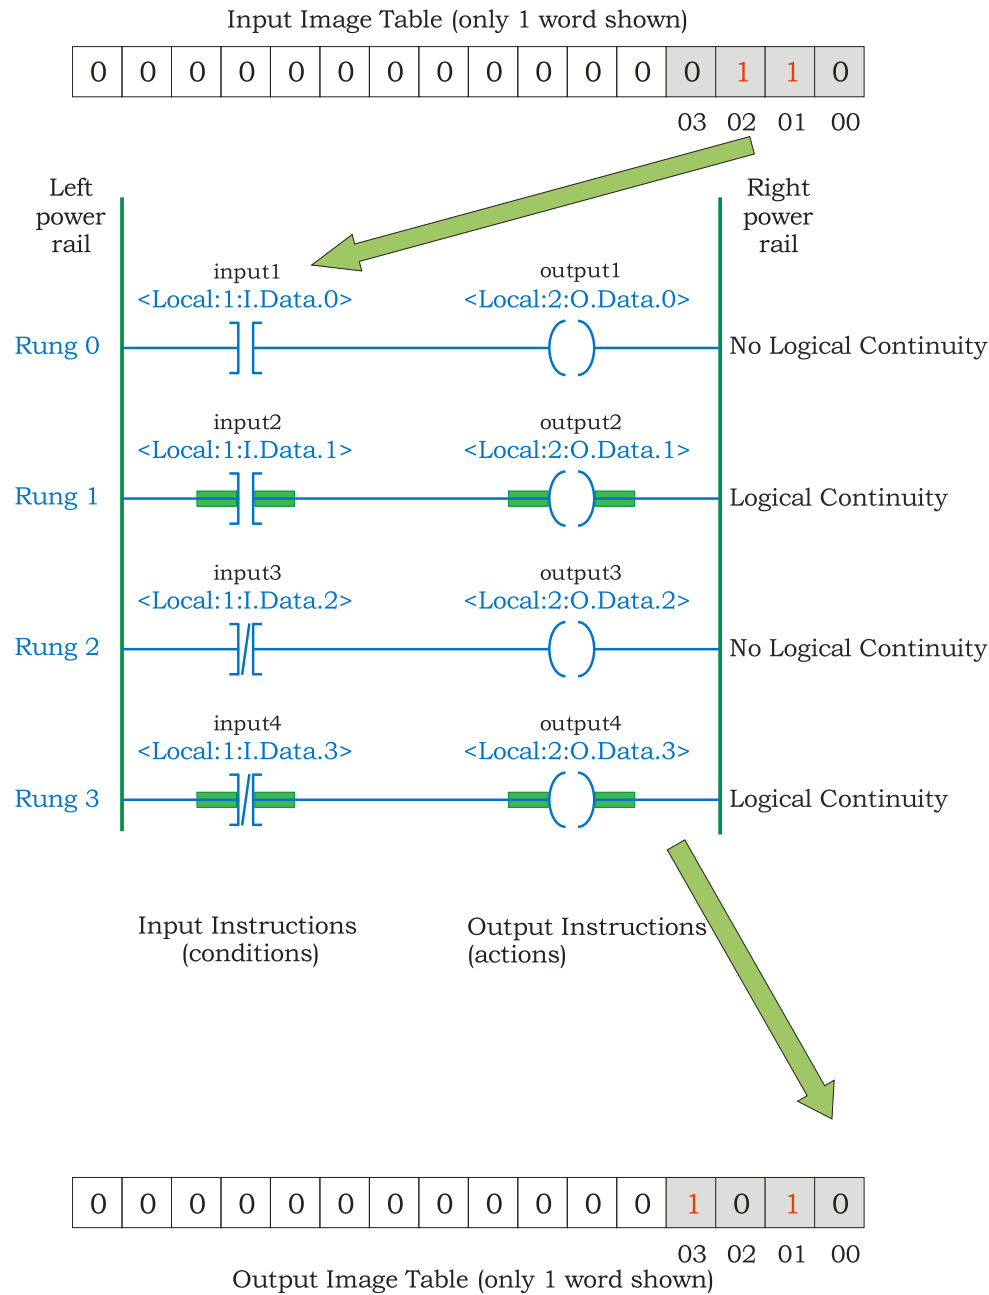 Input Image Table (only 1 word shown)
0 0 0 0 0 0 0 0 0 0 0 0 0 1 1 0
03 02 01 00
Left
power
rail
Right
power
rail
input1
<Local:1:I.Data.0>
output1
<Local:2:O.Data.0>
Rung 0
No Logical Continuity
input2
<Local:1:I.Data.1>
output2
<Local:2:O.Data.1>
Rung 1
Logical Continuity
input3
<Local:1:I.Data.2>
output3
<Local:2:O.Data.2>
Rung 2
No Logical Continuity
input4
<Local:1:I.Data.3>
output4
<Local:2:O.Data.3>
Rung 3
Logical Continuity
Input Instructions
(conditions)
Output Instructions
(actions)
0 0 0 0 0 0 0 0 0 0 0 0 1 0 1 0
03 02 01 00
Output Image Table (only 1 word shown)